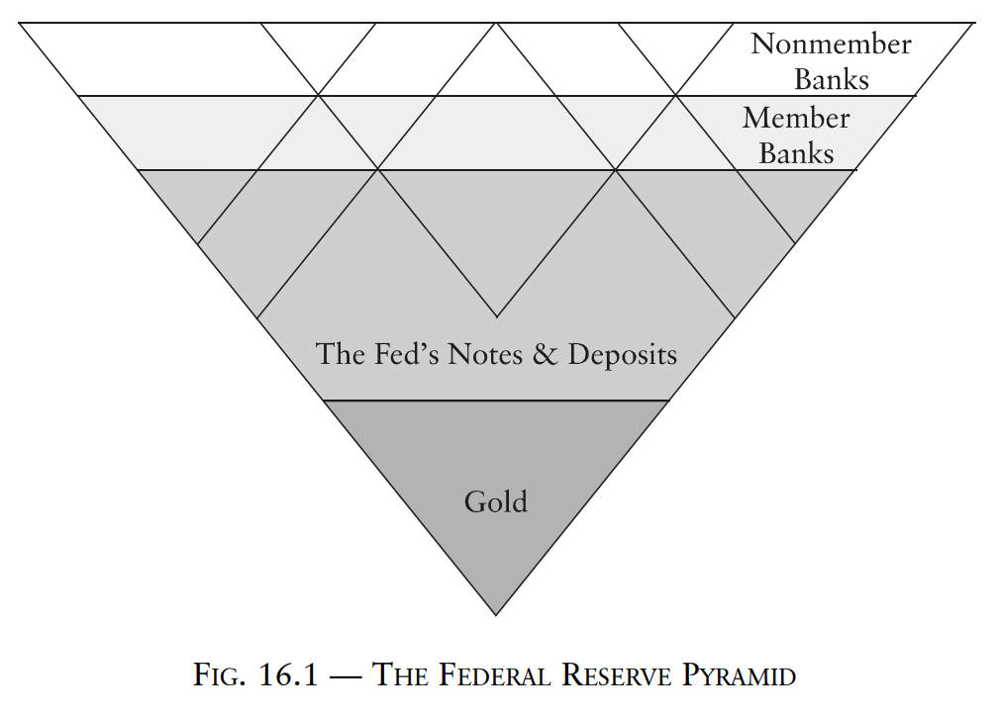 Nonmember
Banks
Member
Banks
The Fed’s Notes & Deposits
Gold
Fig. 16.1 — The Federal Reserve Pyramid